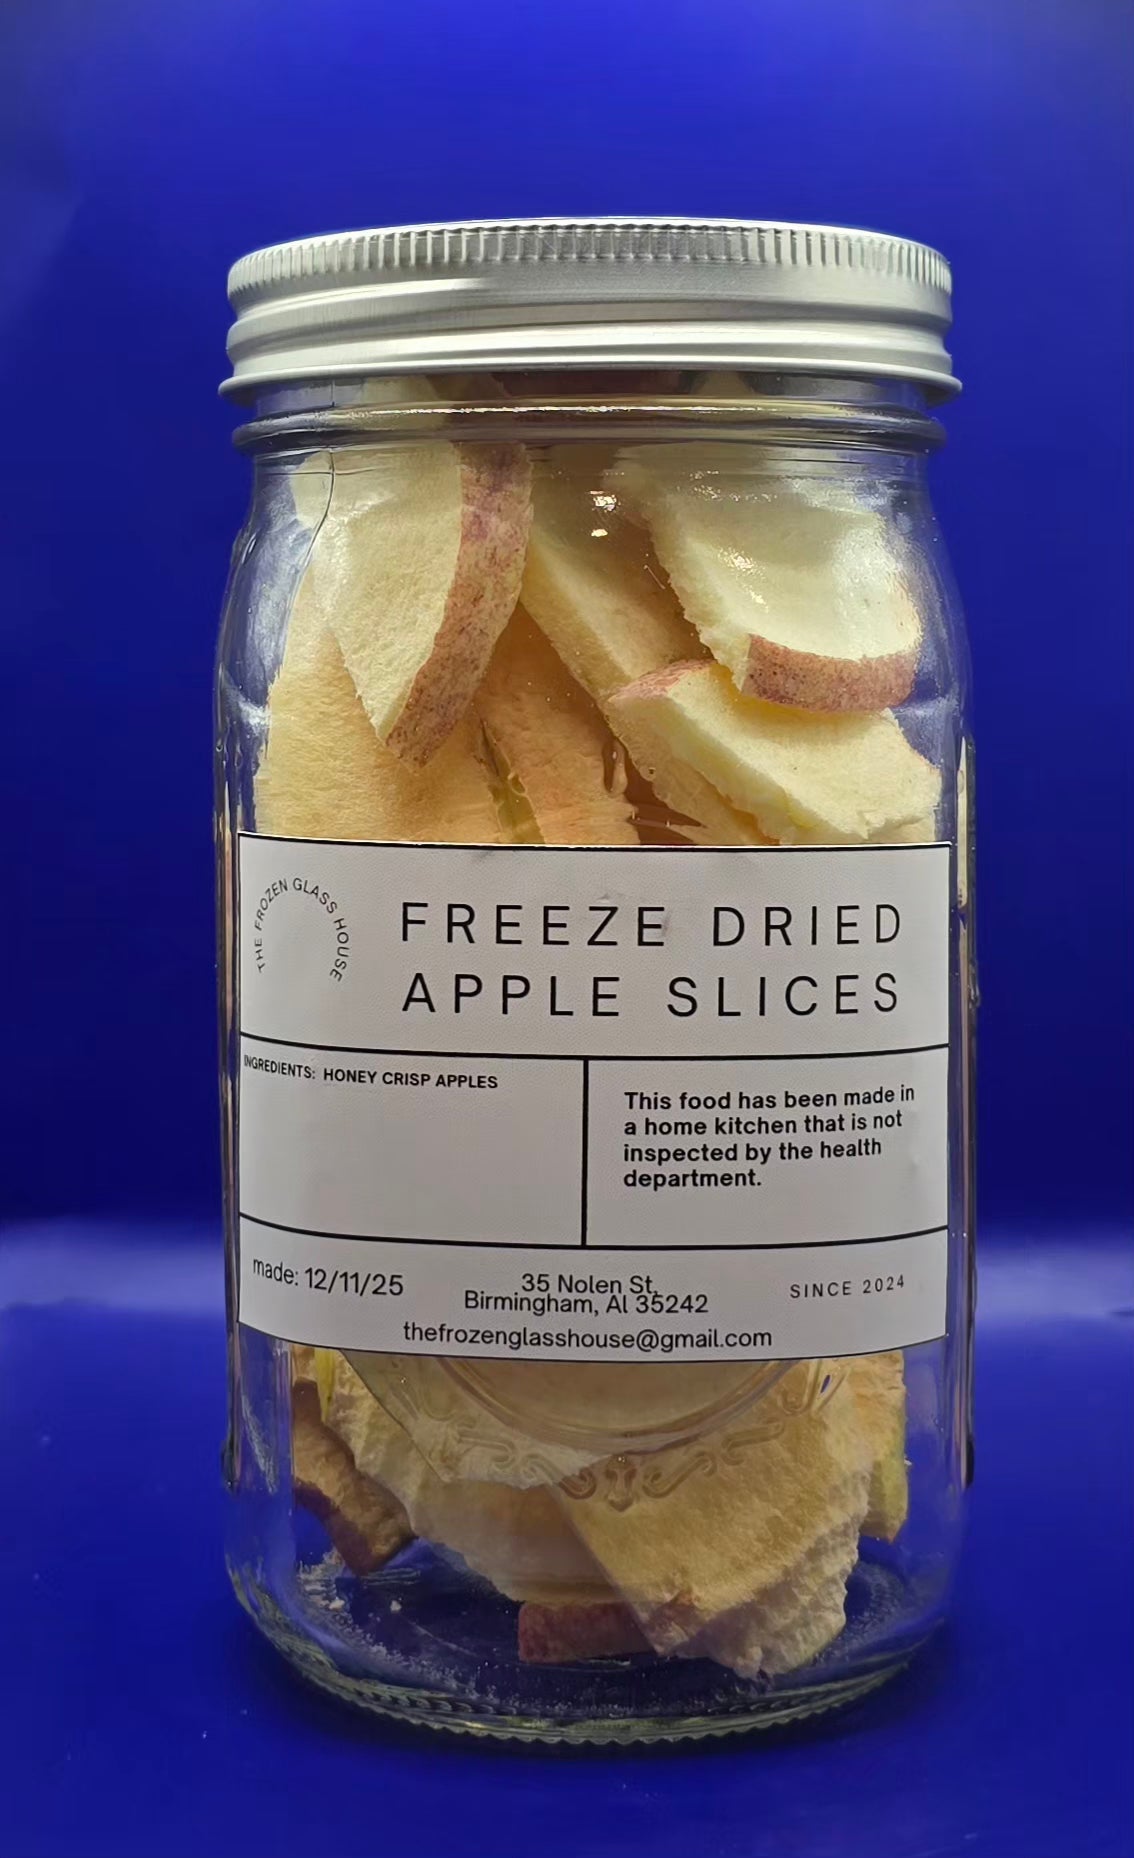 THE FROZEN GLASS HOUSE
FREEZE DRIED
APPLE SLICES
INGREDIENTS: HONEY CRISP APPLES
This food has been made in
a home kitchen that is not
inspected by the health
department.
made: 12/11/25
35 Nolen St,
Birmingham, Al 35242
thefrozenglasshouse@gmail.com
SINCE 2024